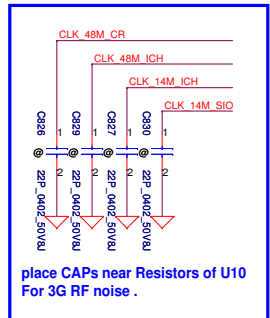 CLK_48M_CR
CLK_48M_ICH
CLK_14M_ICH
CLK_14M_SIO
C828
C829
C827
C830
1
1
1
1
@
@
@
@
2
2
2
2
22P_0402_50V8J
22P_0402_50V8J
22P_0402_50V8J
22P_0402_50V8J
place CAPs near Resistors of U10
For 3G RF noise .